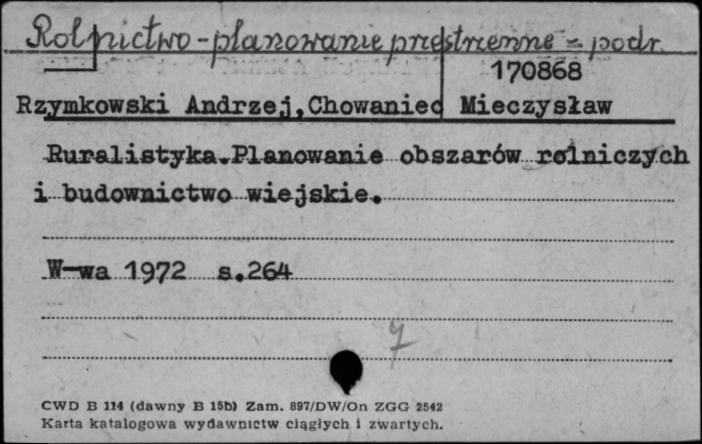 Rolnictwo - planowanie przestrzenne - podr.
170868
Rzymkowski Andrzej,Chowaniec Mieczysław
Ruralistyka.Planowanie obszarów rolniczych
i budownictwo wiejskie.
W-wa 1972 s.264
7
CWD B 114 (dawny B 15b) Zam. 897/DW/On ZGG 2542
Karta katalogowa wydawnictw ciągłych i zwartych.